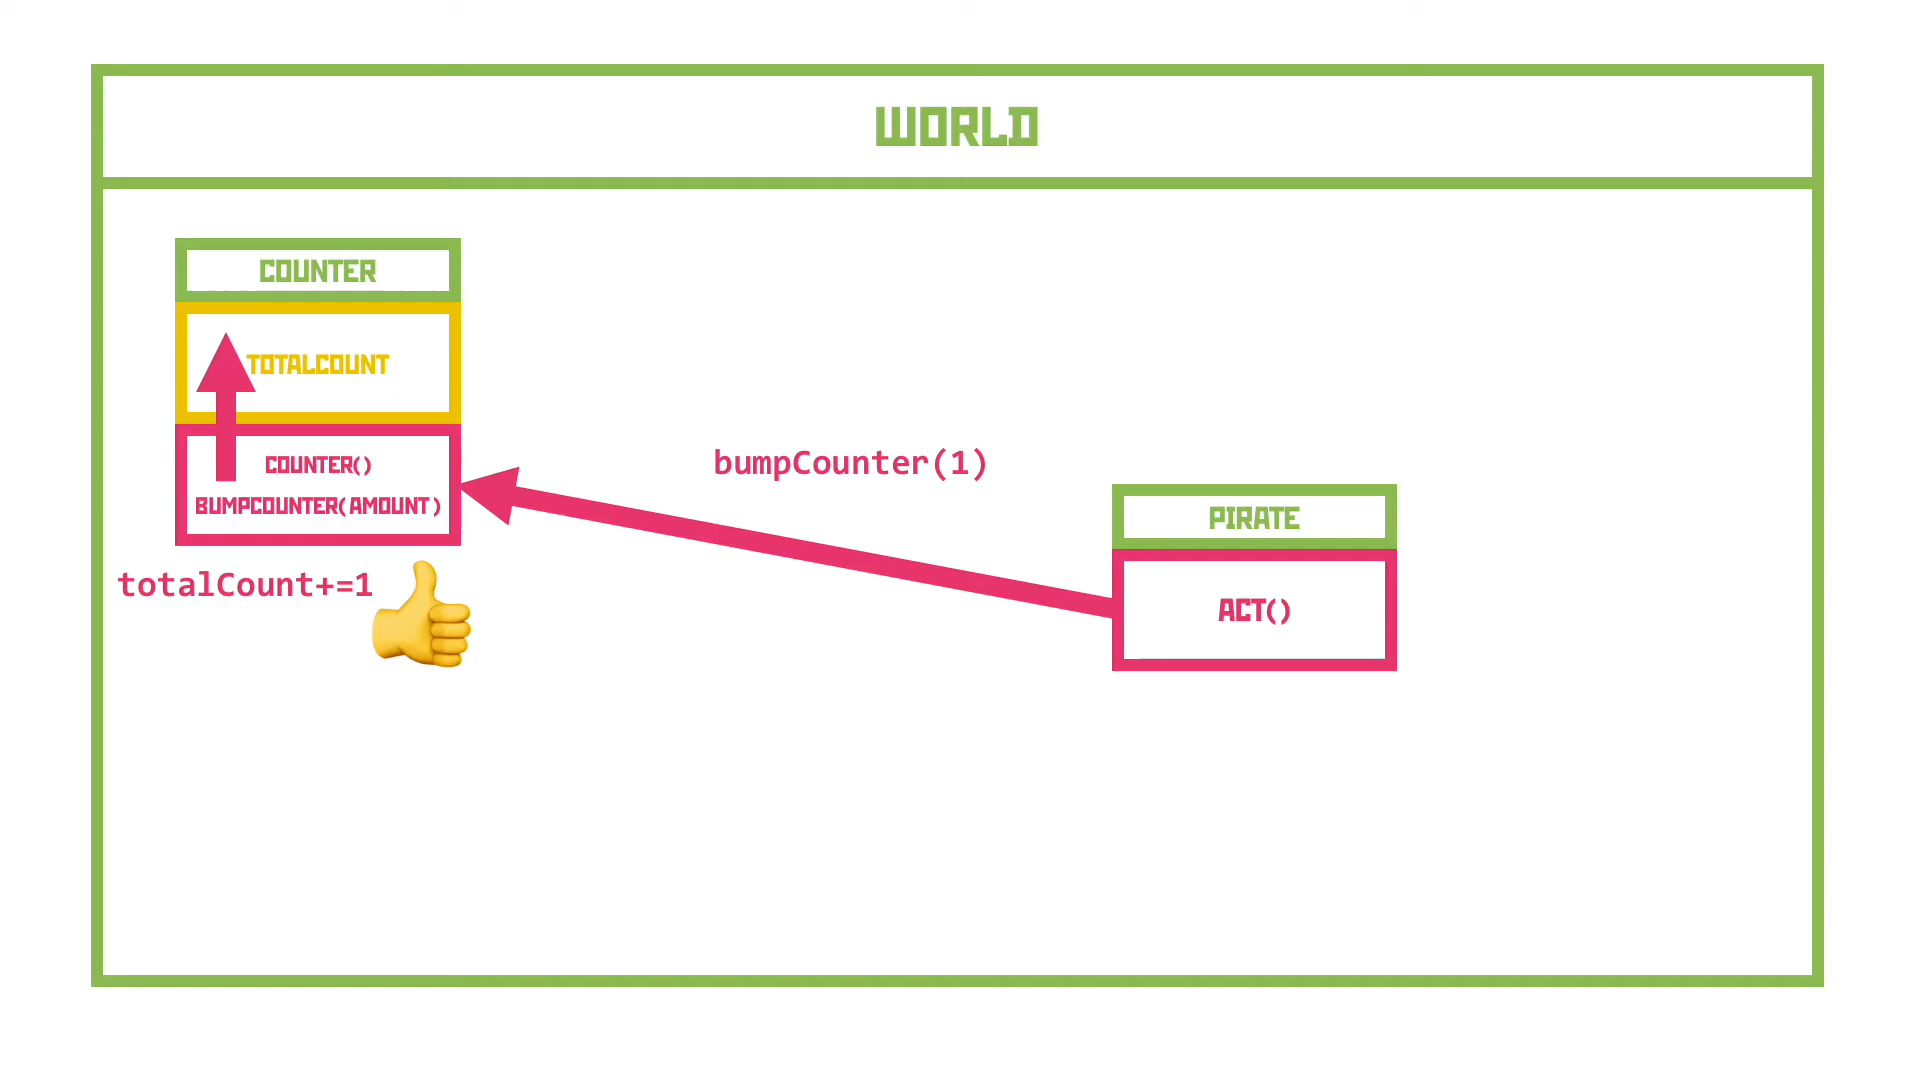 WORLD
COUNTER
TOTALCOUNT
COUNTER()
BUMPCOUNTER(AMOUNT)
totalCount+=1
bumpCounter(1)
PIRATE
ACT()